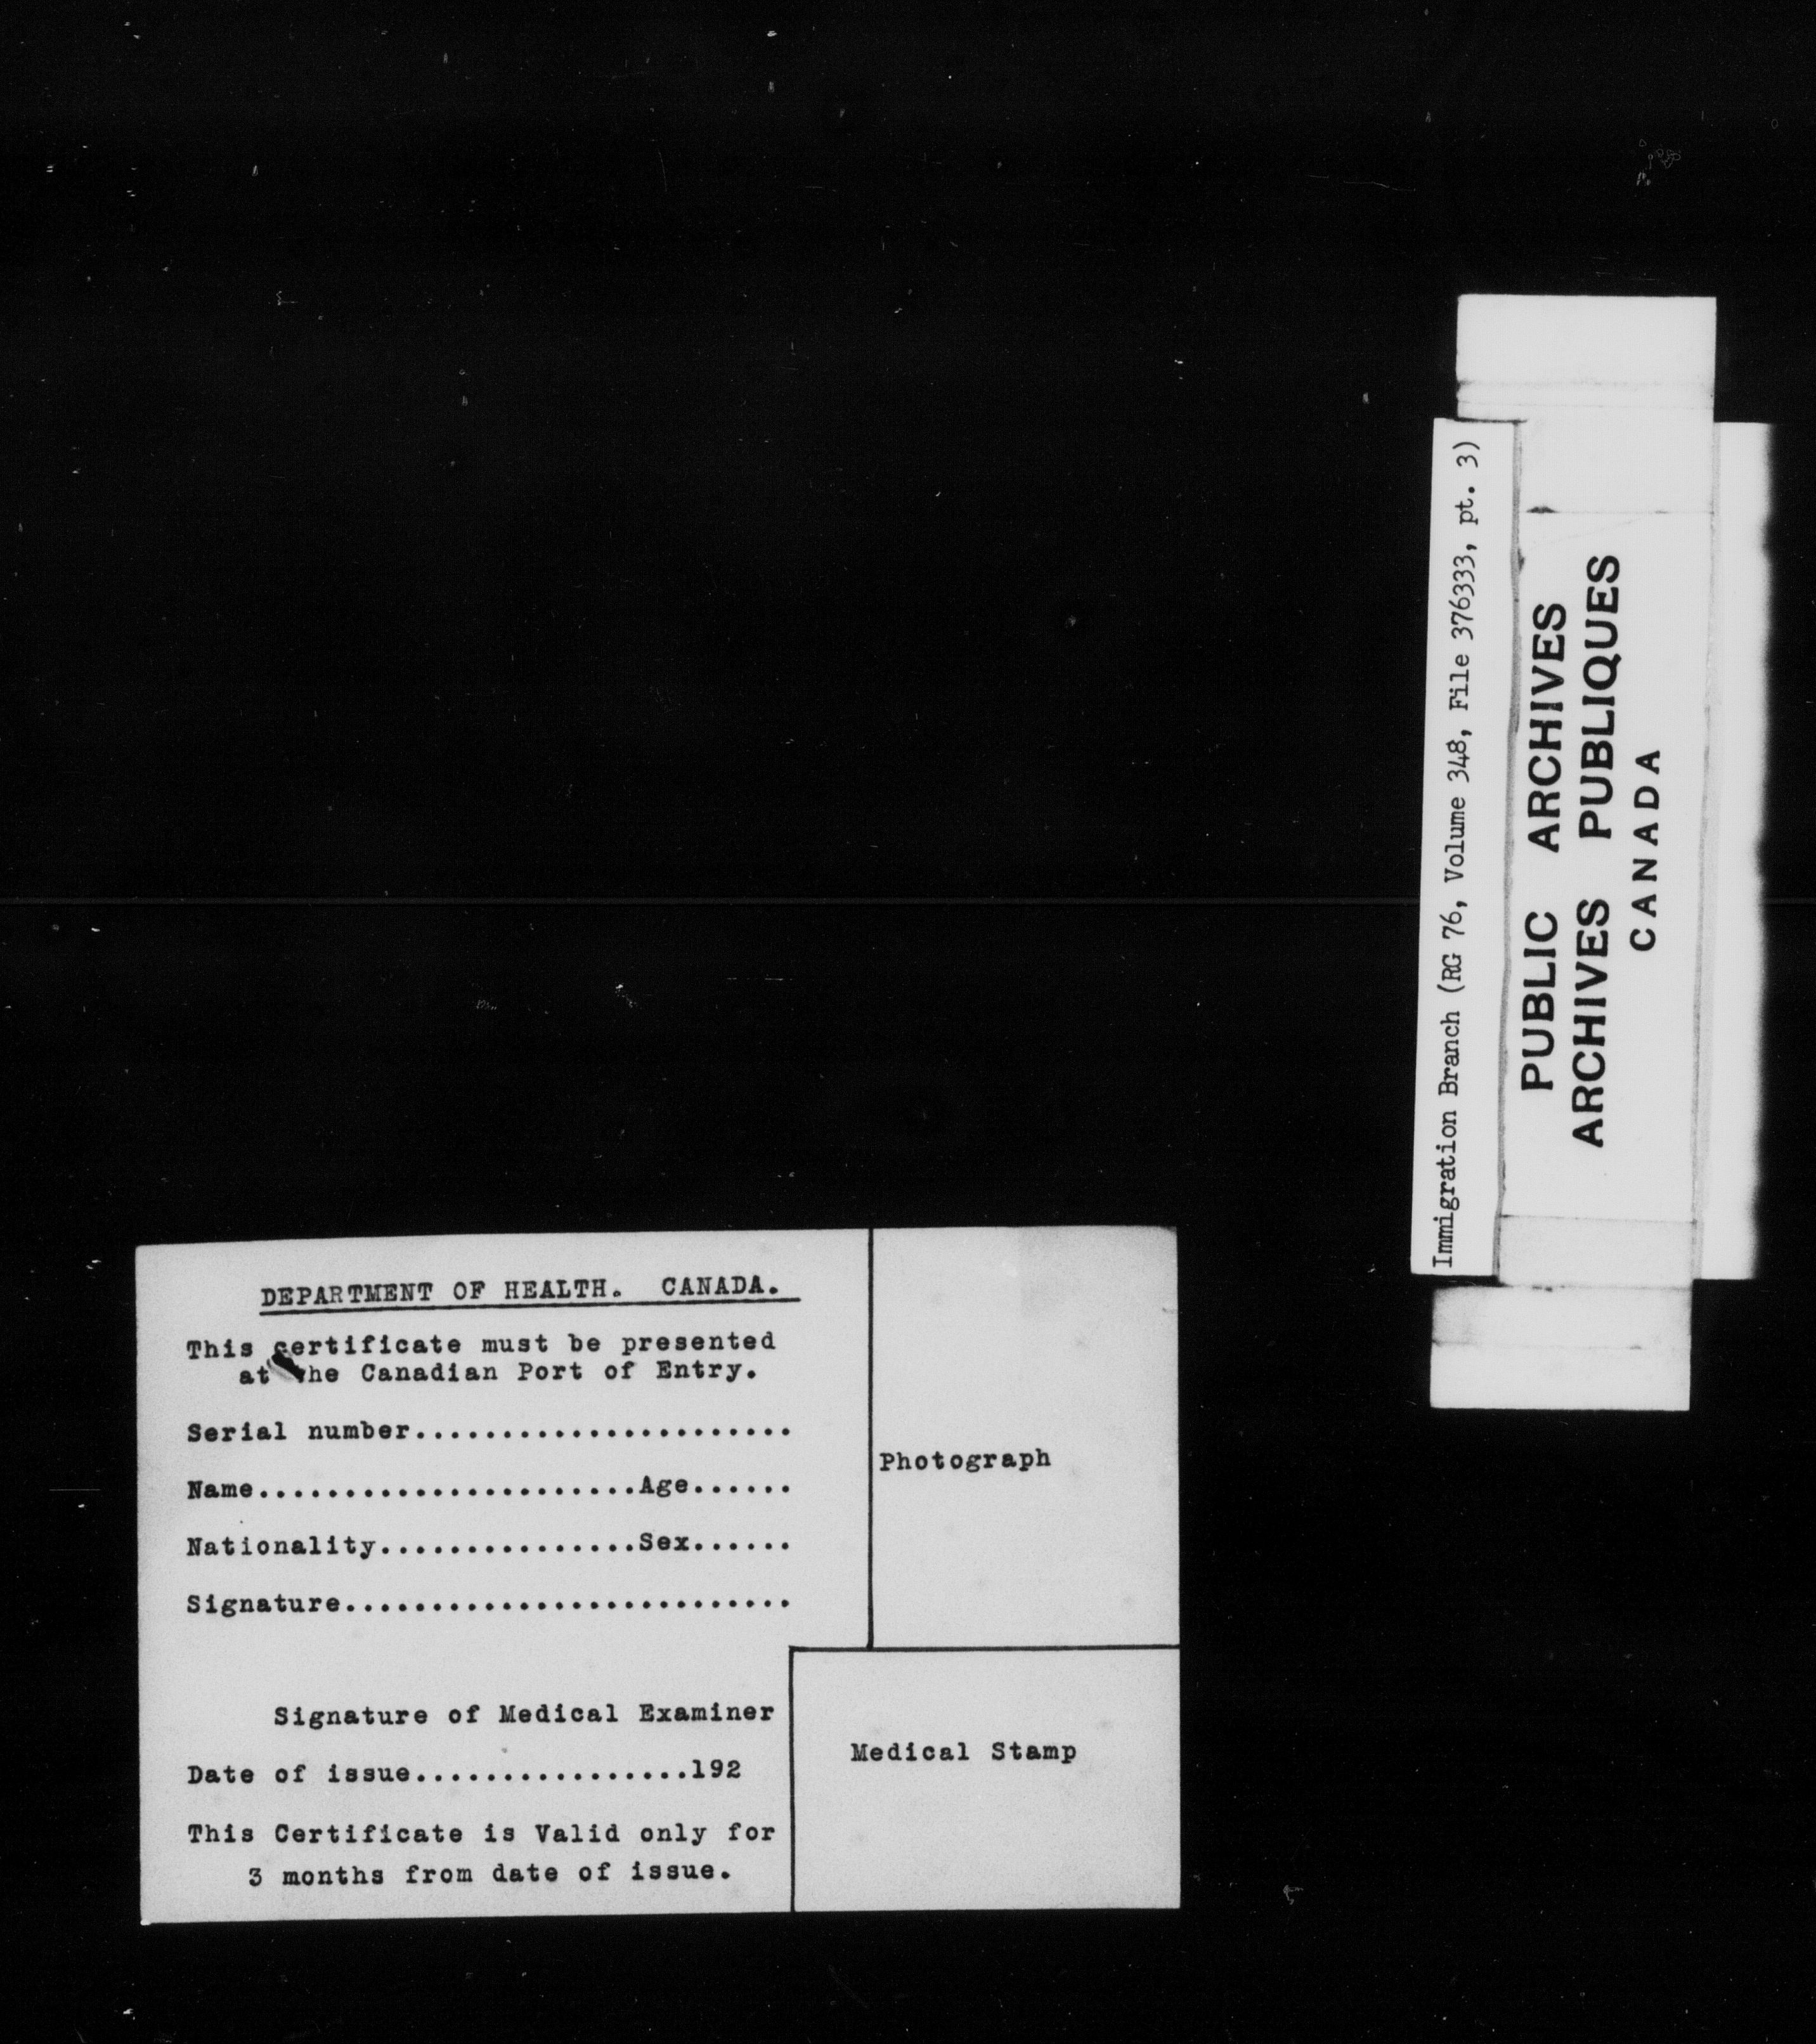 DEPARTMENT OF HEALTH. CANADA.
This certificate must be presented
at the Canadian Port of Entry.
Serial number......................
Name......................Age......
Nationality...............Sex......
Signature..........................
Photograph
Signature of Medical Examiner
Date of issue................192
This Certificate is Valid only for
3 months from date of issue.
Medical Stamp
Immigration Branch (RG 76, Volume 348, File 376333, pt. 3)
PUBLIC ARCHIVES
ARCHIVES PUBLIQUES
CANADA